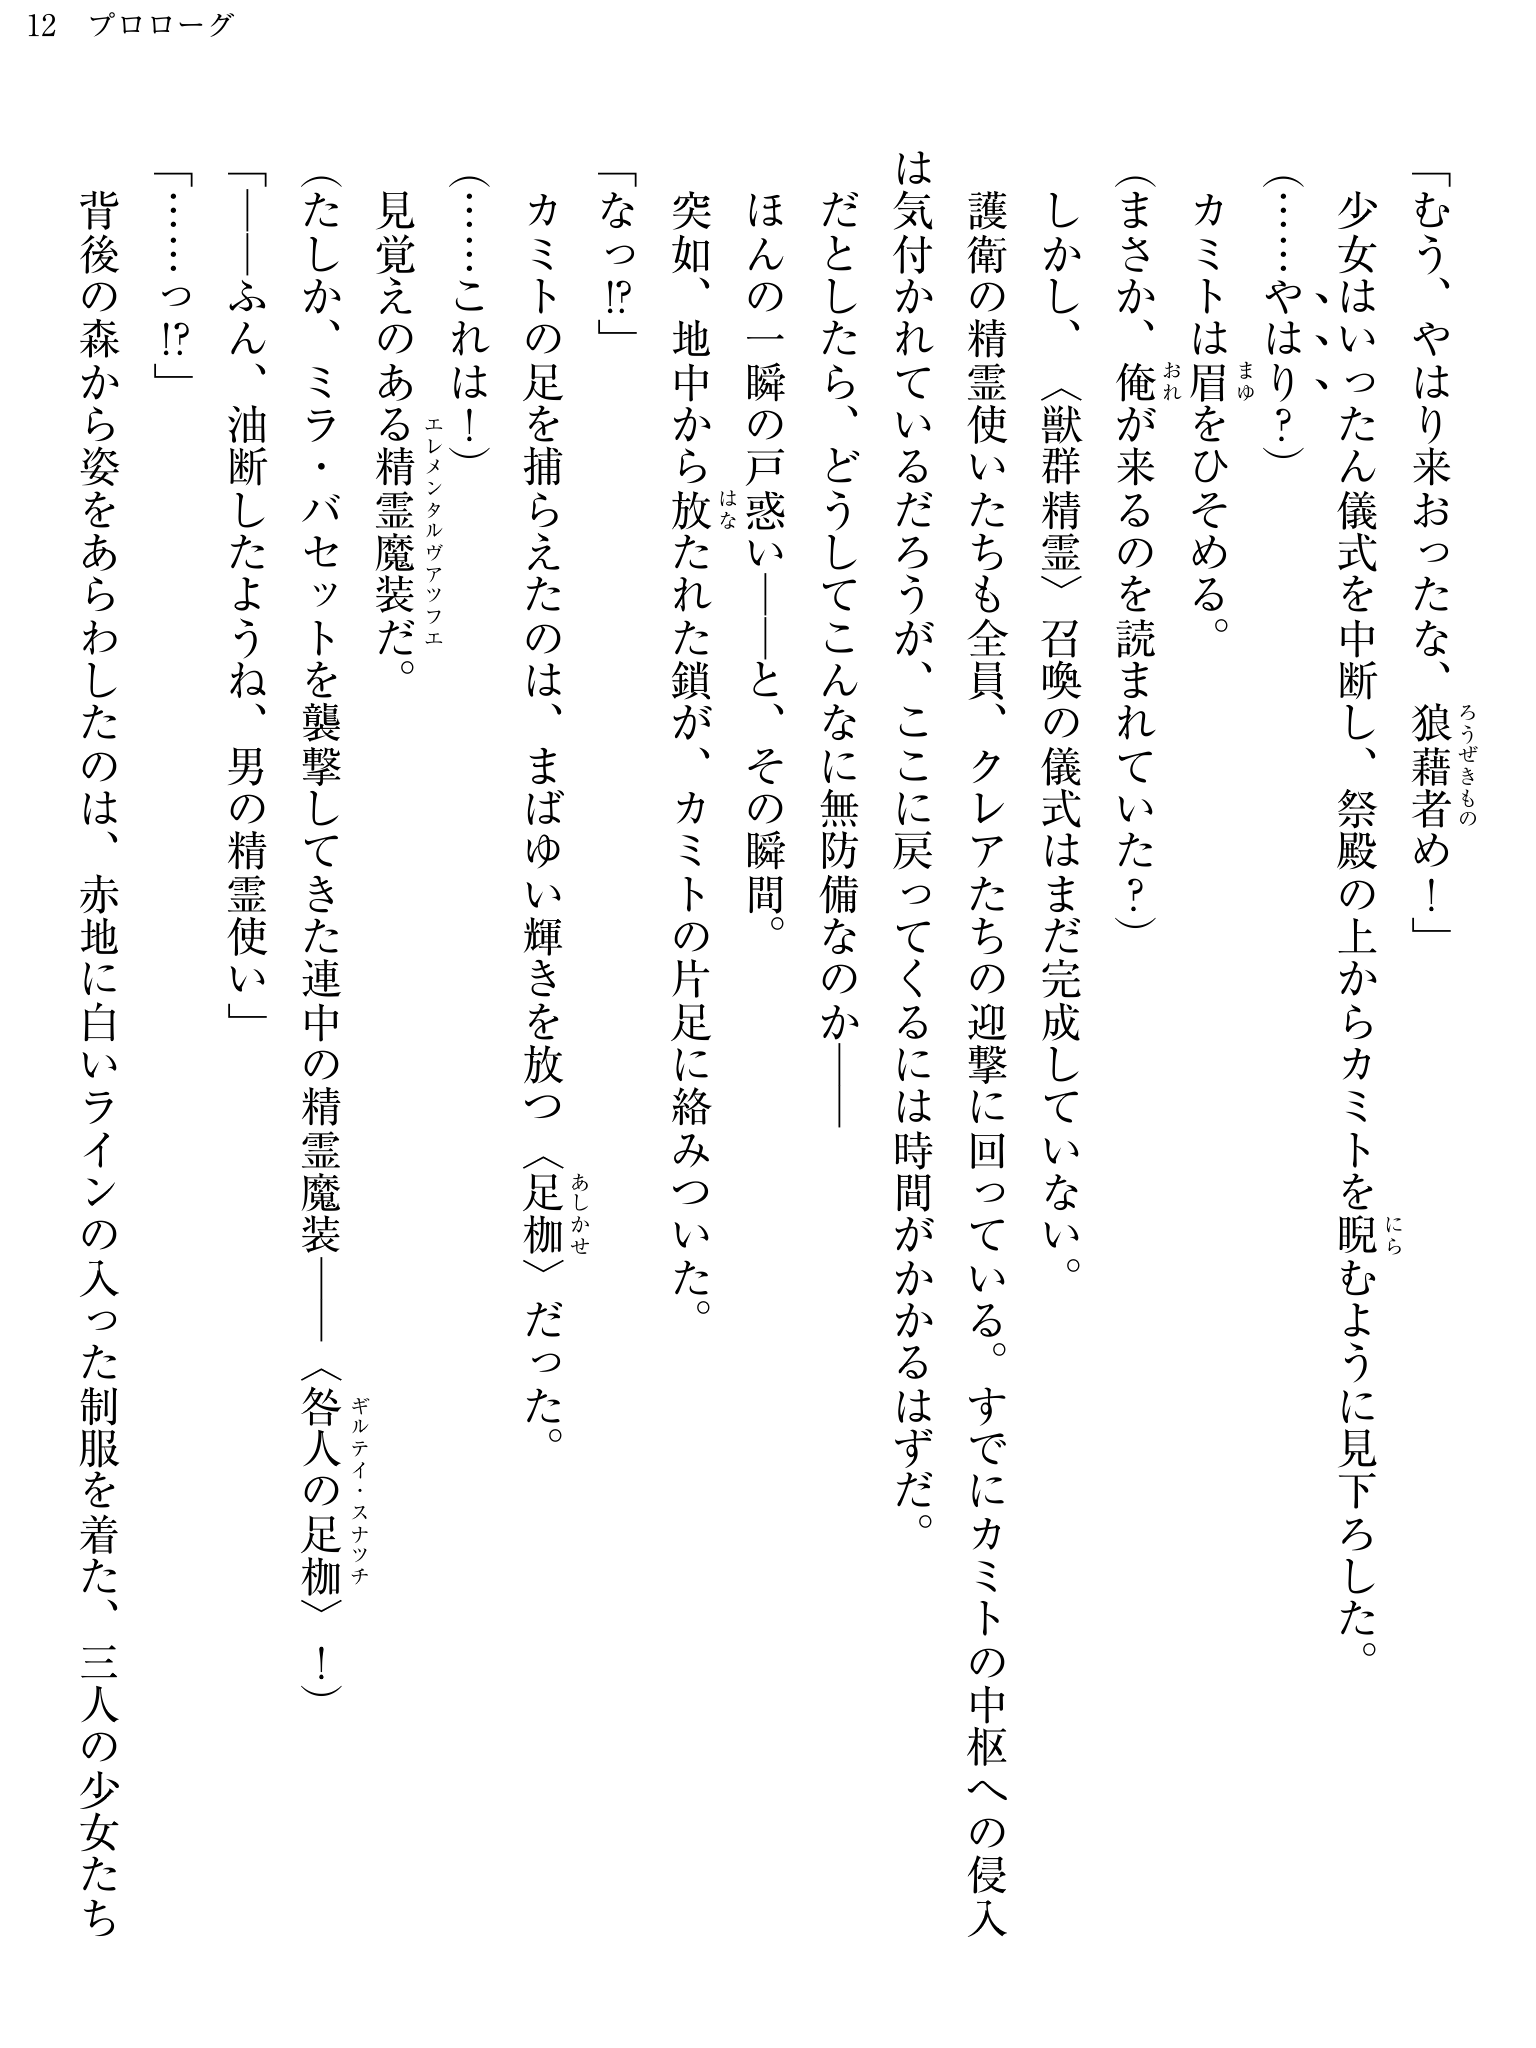 12 プロローグ
「むう、やはり来おったな、狼藉者め！」
少女はいったん儀式を中断し、祭殿の上からカミトを睨むように見下ろした。
（……やはり？）
カミトは眉をひそめる。
（まさか、俺が来るのを読まれていた？）
しかし、〈獣群精霊〉召喚の儀式はまだ完成していない。
護衛の精霊使いたちも全員、クレアたちの迎撃に回っている。すでにカミトの中枢への侵入
は気付かれているだろうが、ここに戻ってくるには時間がかかるはずだ。
だとしたら、どうしてこんなに無防備なのか――
ほんの一瞬の戸惑い――と、その瞬間。
突如、地中から放たれた鎖が、カミトの片足に絡みついた。
「なっ!?」
カミトの足を捕らえたのは、まばゆい輝きを放つ〈足枷〉だった。
（……これは！）
見覚えのある精霊魔装だ。
（たしか、ミラ・バセットを襲撃してきた連中の精霊魔装――〈咎人の足枷〉！）
「――ふん、油断したようね、男の精霊使い」
「……っ!?」
背後の森から姿をあらわしたのは、赤地に白いラインの入った制服を着た、三人の少女たち